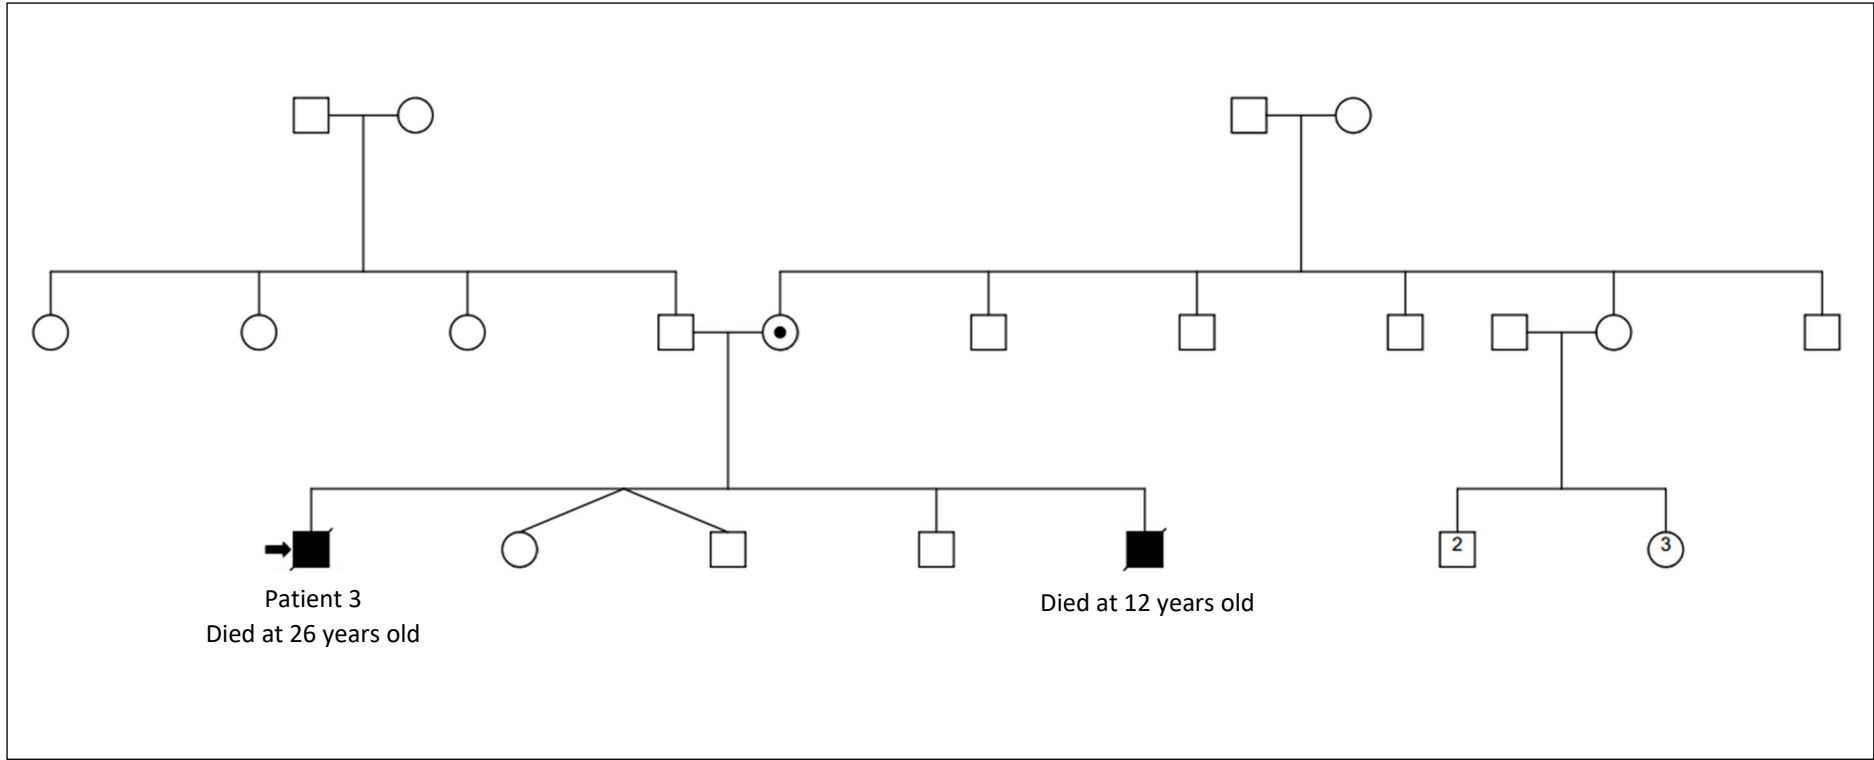 2
3
Patient 3
Died at 26 years old
Died at 12 years old